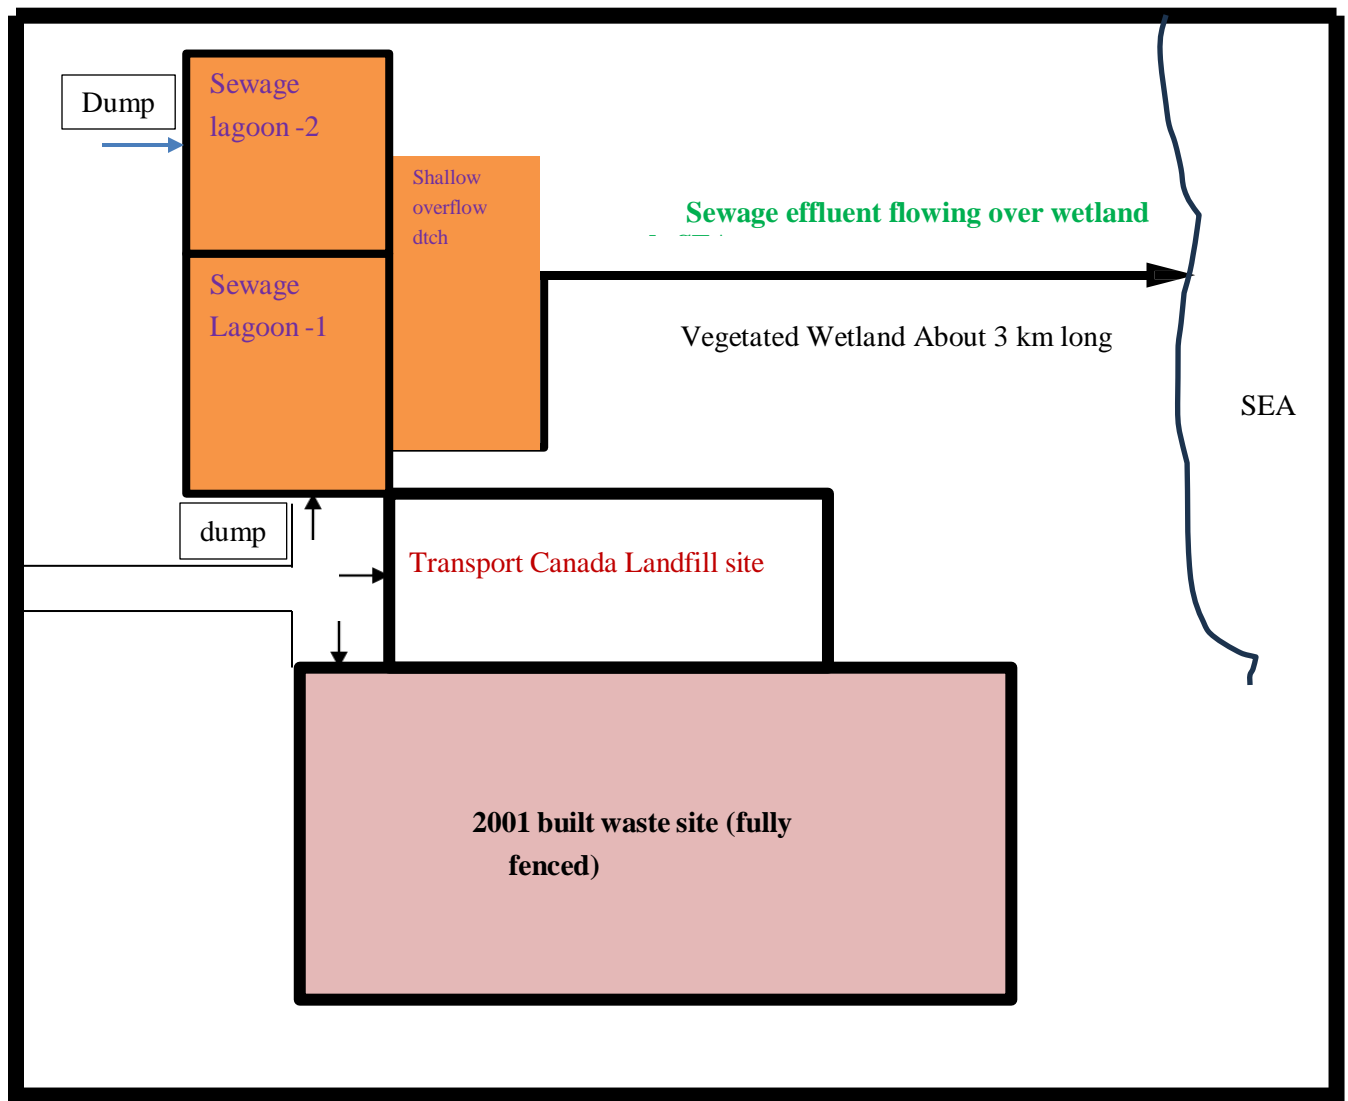 Dump
Sewage
lagoon -2
Shallow
overflow
dtch
Sewage effluent flowing over wetland
Sewage
Lagoon -1
Vegetated Wetland About 3 km long
SEA
dump
Transport Canada Landfill site
2001 built waste site (fully
fenced)